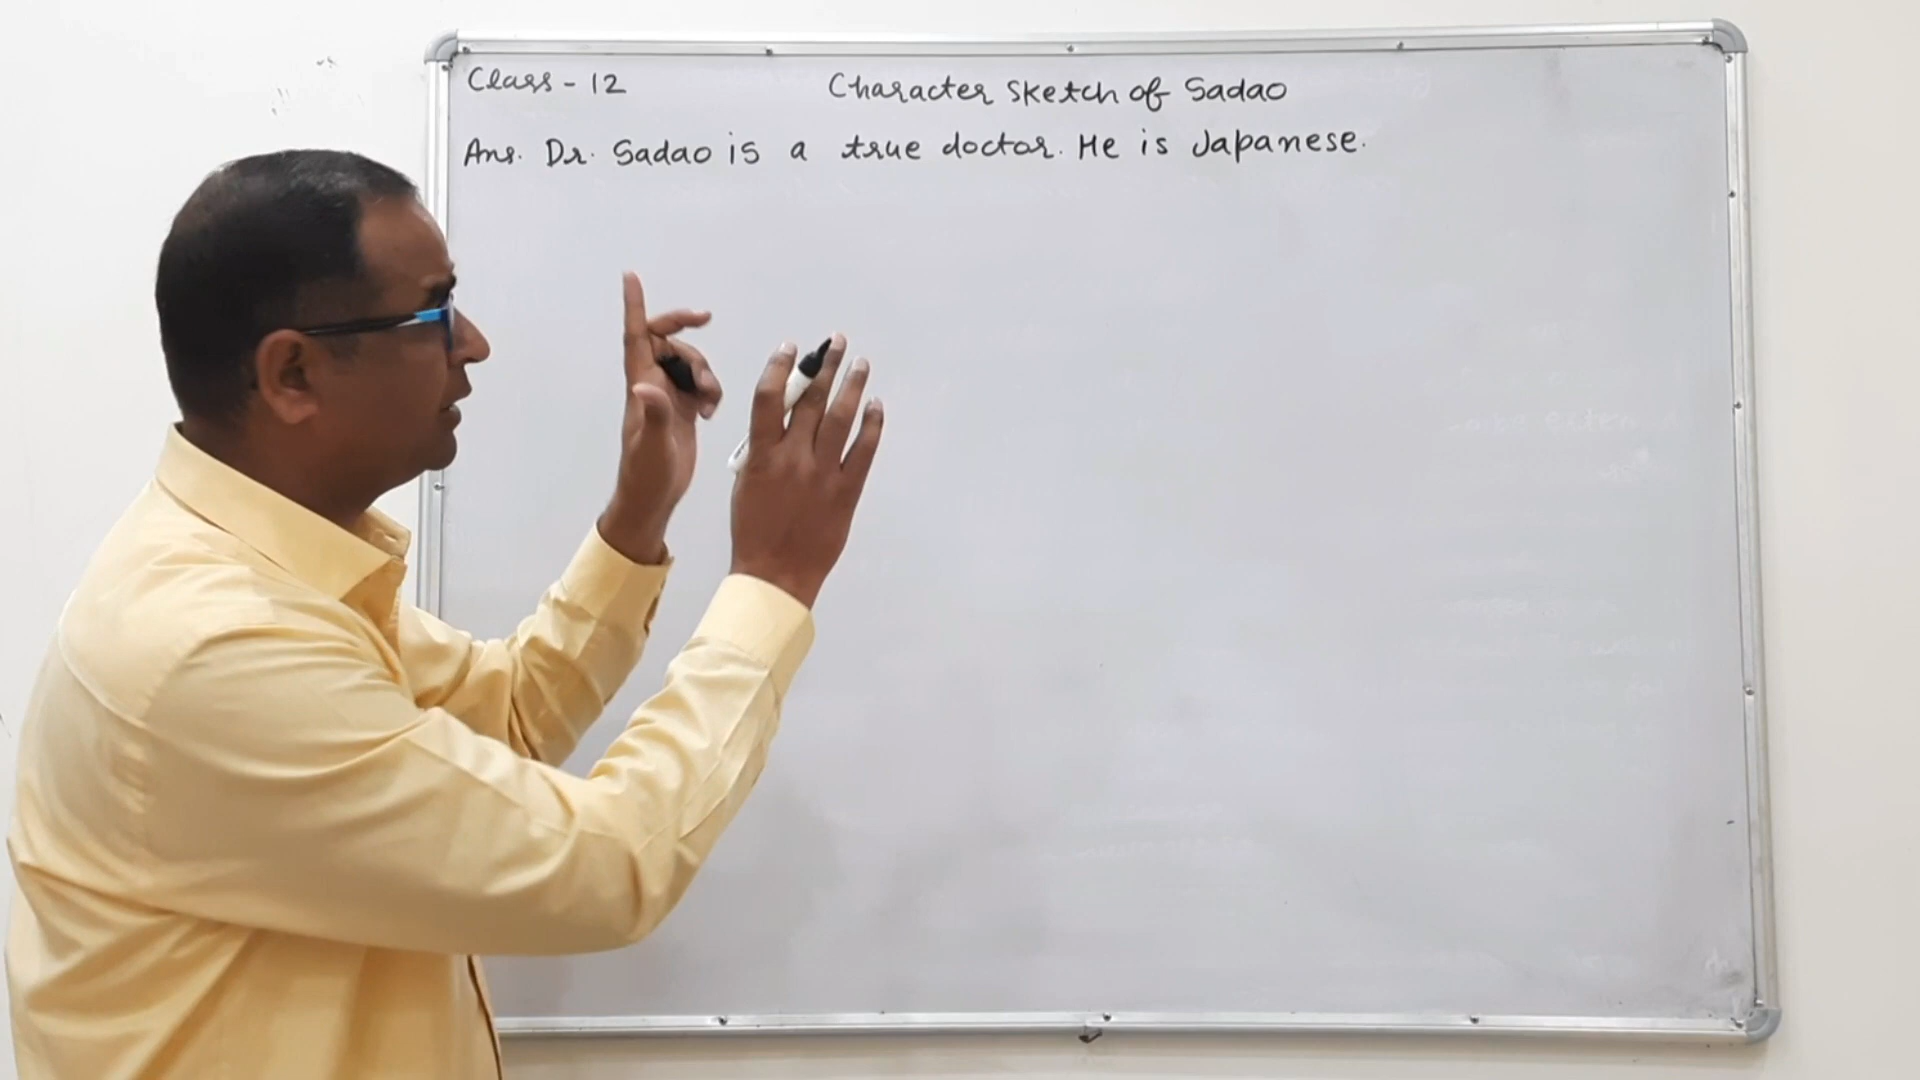 Class - 12
Character Sketch of Sadao
Ans. Dr. Sadao is a true doctor. He is Japanese.